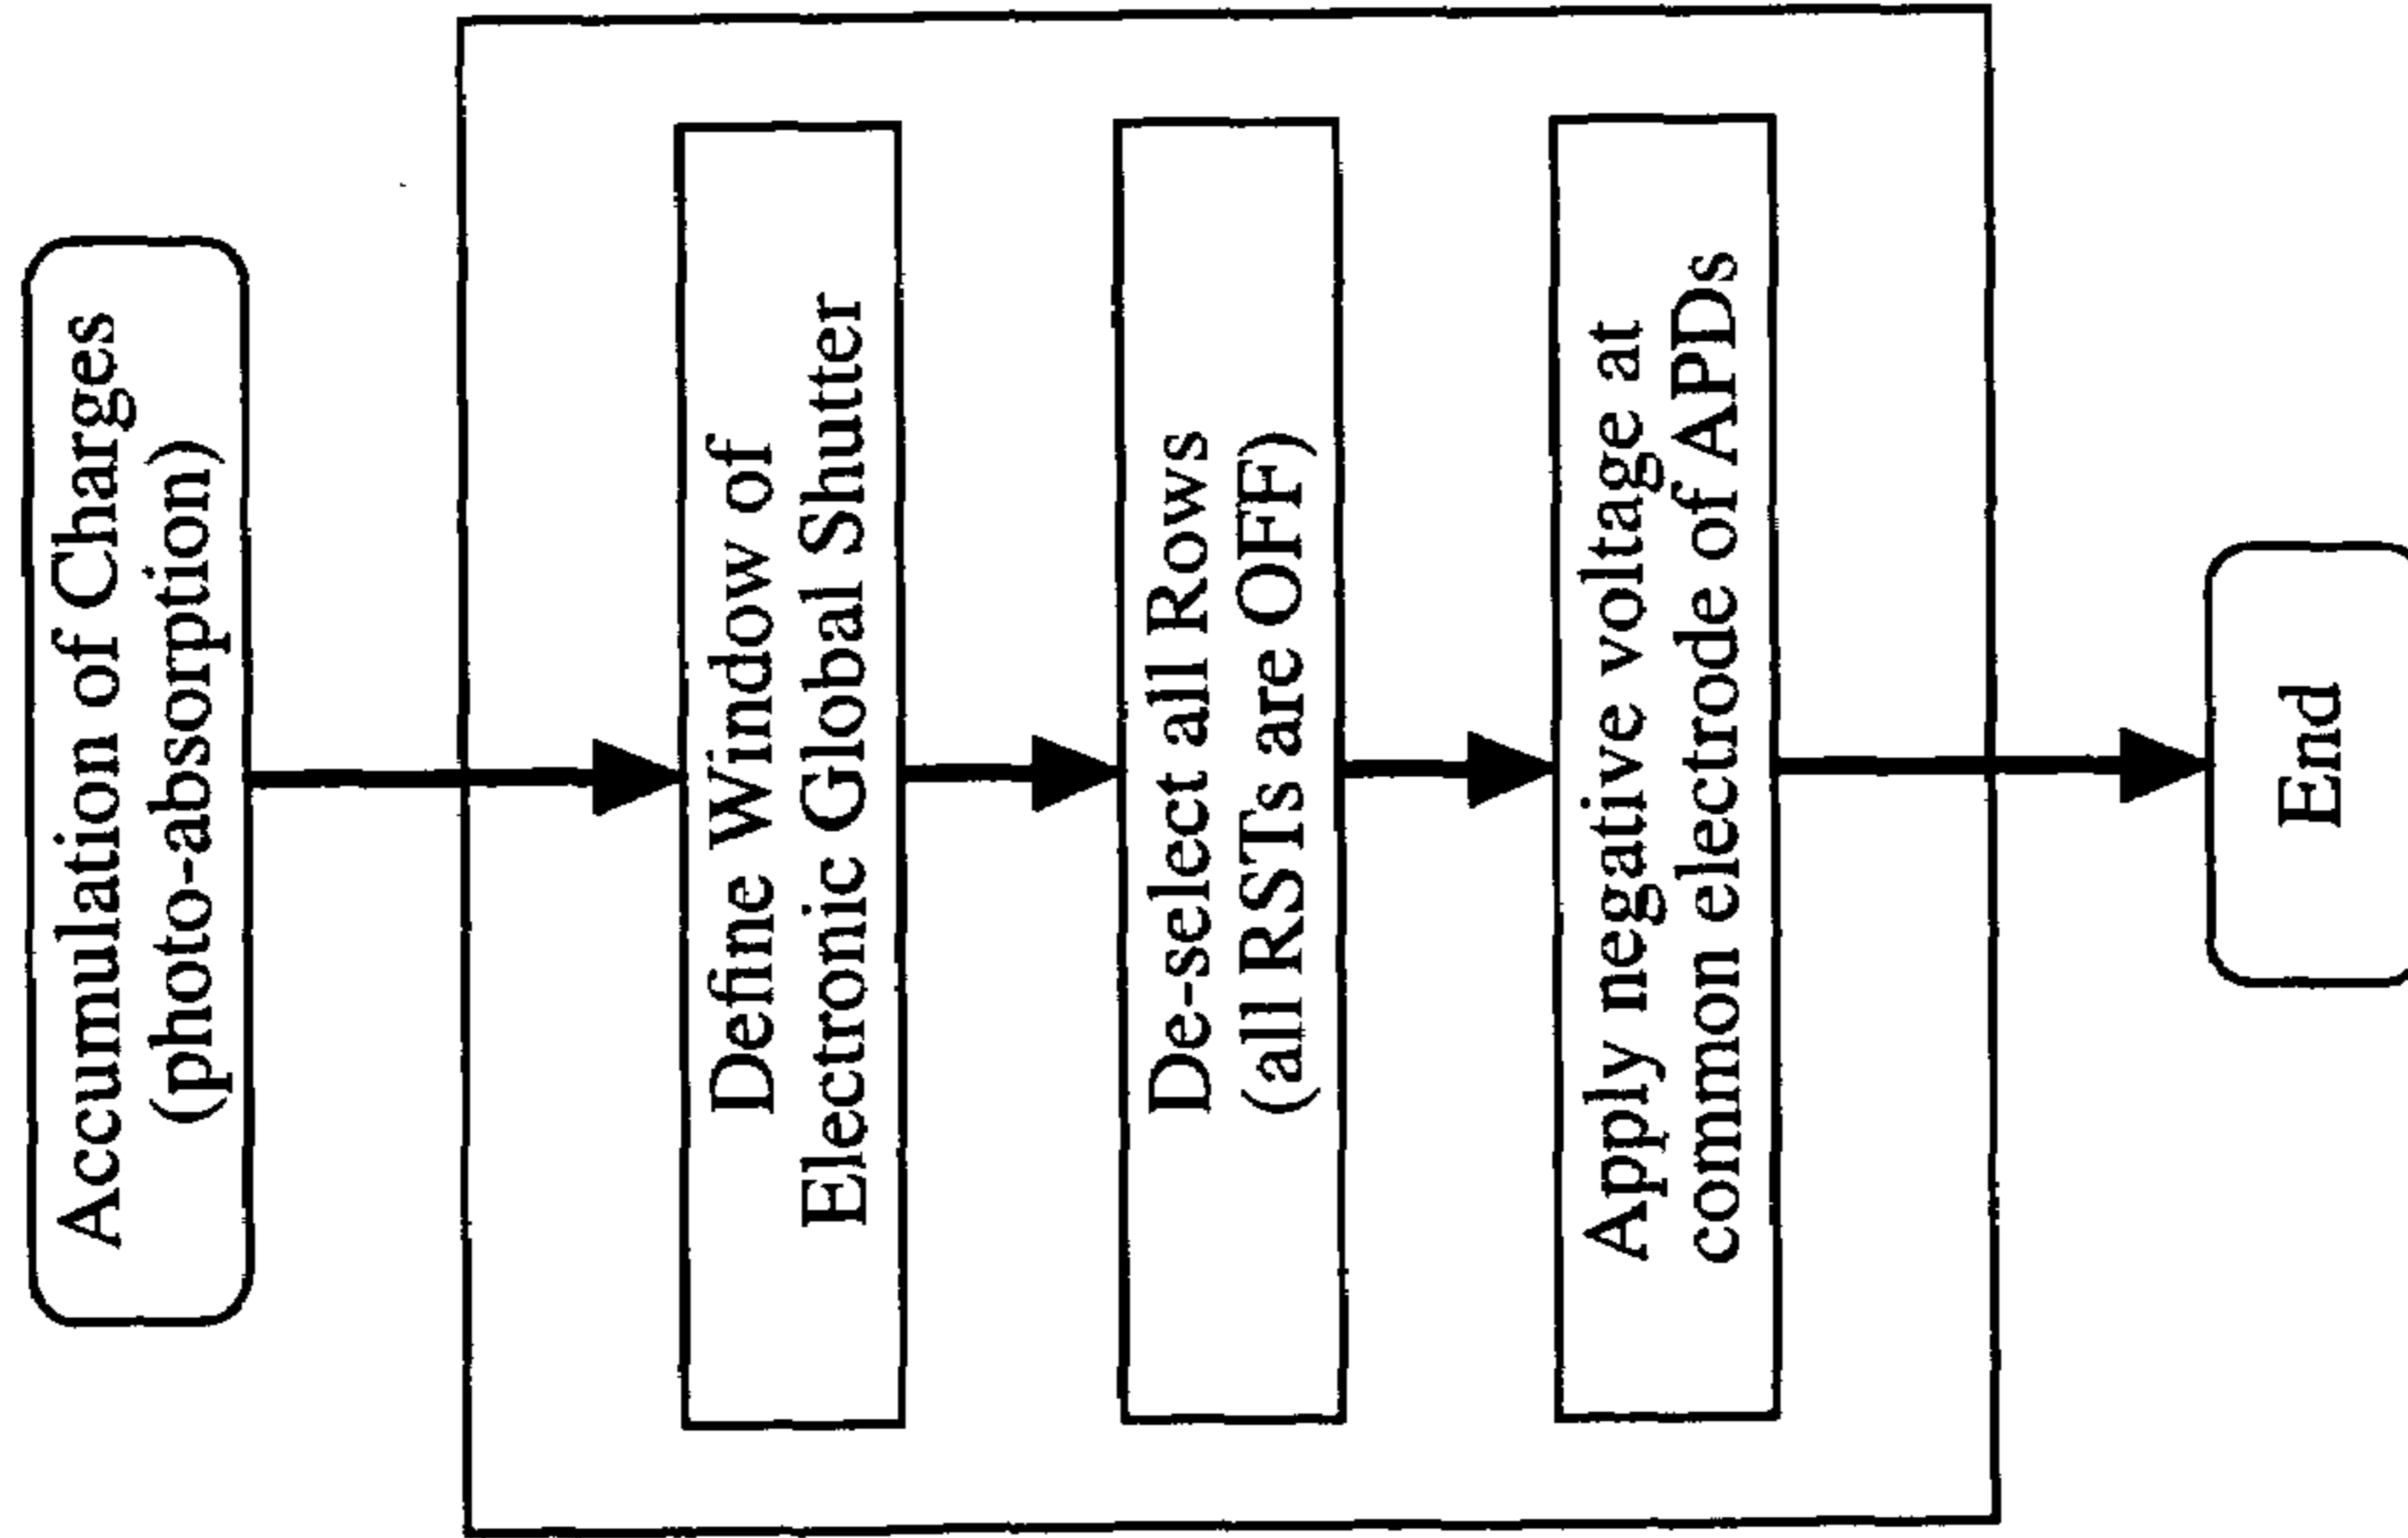 Accumulation of Charges
(photo-absorption)
Define Window of
Electronic Global Shutter
De-select all Rows
(all RSTs are OFF)
Apply negative voltage at
common electrode of APDs
End